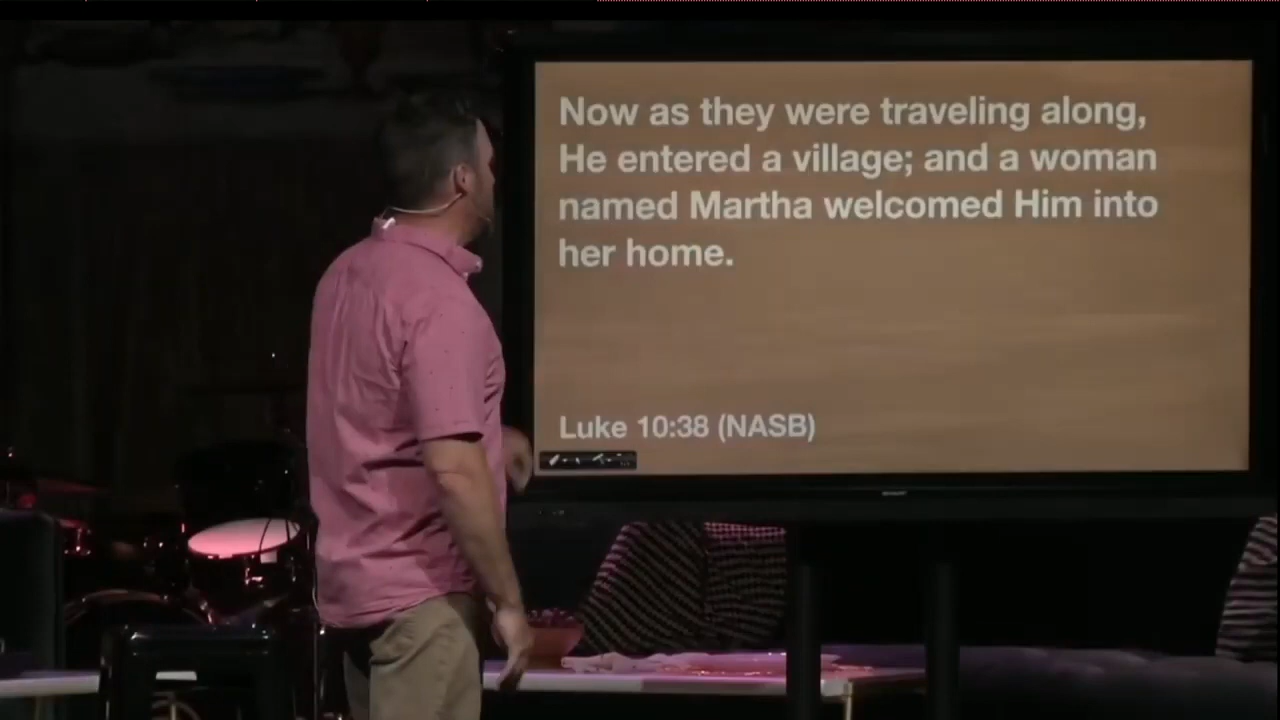 Now as they were traveling along,
He entered a village; and a woman
named Martha welcomed Him into
her home.
Luke 10:38 (NASB)